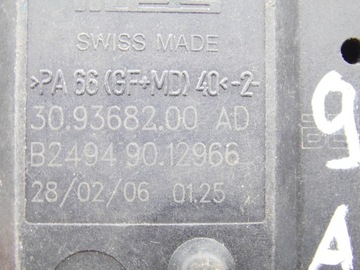 SWISS MADE
>PA 66 (GF+MD) 40<-2-
30.93682.00 AD
B2494 90.12966
28/02/06 01.25
9
A